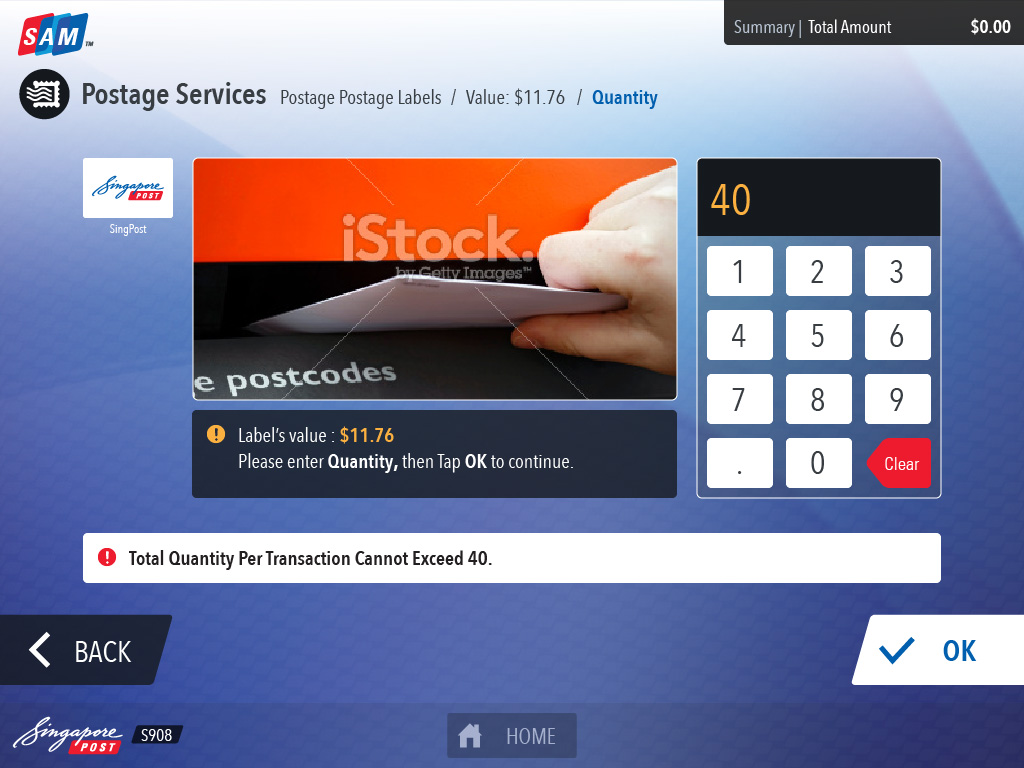 SAM™
Summary | Total Amount $0.00
Postage Services Postage Postage Labels / Value: $11.76 / Quantity
Singapore
POST
SingPost
iStock.
by Getty Images™
e postcodes
40
1 2 3
4 5 6
7 8 9
. 0 Clear
Label's value : $11.76
Please enter Quantity, then Tap OK to continue.
Total Quantity Per Transaction Cannot Exceed 40.
BACK
OK
Singapore
POST
S908
HOME